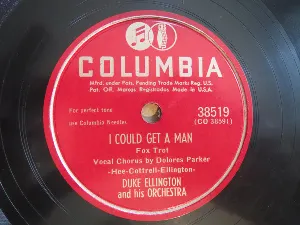 COLUMBIA
Mfrd. under Pats. Pending Trade Marks Reg. U.S.
Pat. Off. Marcas Registradas Made in U.S.A.
For perfect tone
use Columbia Needles
38519
(CO 38591)
I COULD GET A MAN
Fox Trot
Vocal Chorus by Dolores Parker
-Hee-Cottrell-Ellington-
DUKE ELLINGTON
and his ORCHESTRA